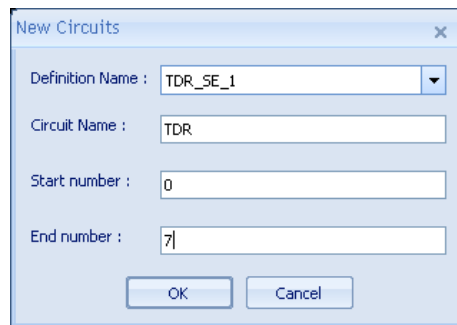 New Circuits
Definition Name : TDR_SE_1
Circuit Name : TDR
Start number : 0
End number : 7
OK Cancel